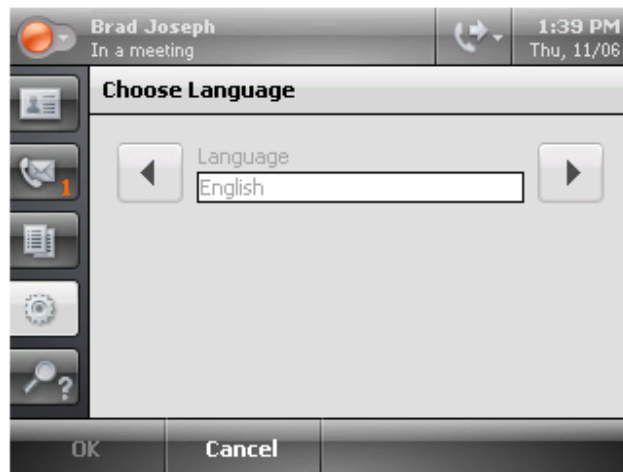 Brad Joseph
In a meeting
1:39 PM
Thu, 11/06
Choose Language
1
Language
English
?
OK
Cancel